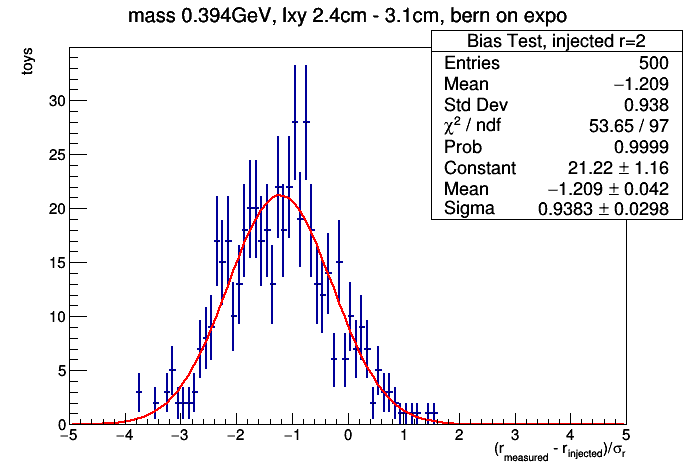 mass 0.394GeV, lxy 2.4cm - 3.1cm, bern on expo
toys
Bias Test, injected r=2
Entries 500
Mean −1.209
Std Dev 0.938
χ² / ndf 53.65 / 97
Prob 0.9999
Constant 21.22 ± 1.16
Mean −1.209 ± 0.042
Sigma 0.9383 ± 0.0298
30
25
20
15
10
5
0
−5 −4 −3 −2 −1 0 1 2 3 4 5
(r_measured - r_injected)/σ_r